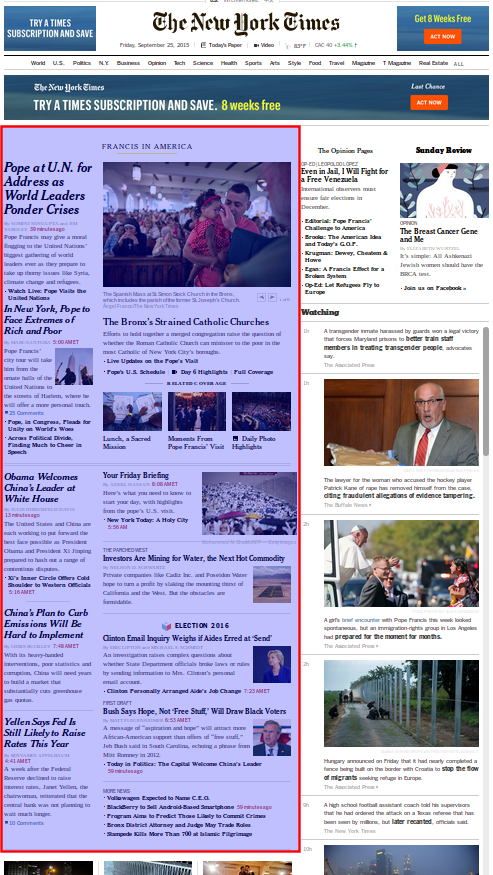 TRY A TIMES
SUBSCRIPTION AND SAVE
The New York Times
Get 8 Weeks Free
ACT NOW
Friday, September 25, 2015 Today's Paper Video 83°F CAC 40 +3.44% ↑
World U.S. Politics N.Y. Business Opinion Tech Science Health Sports Arts Style Food Travel Magazine T Magazine Real Estate ALL
The New York Times
TRY A TIMES SUBSCRIPTION AND SAVE. 8 weeks free
Last Chance
ACT NOW
FRANCIS IN AMERICA
Pope at U.N. for
Address as
World Leaders
Ponder Crises
39 minutes ago
Pope Francis may give a moral
flogging to the United Nations'
biggest gathering of world
leaders ever as they prepare to
take up thorny issues like Syria,
climate change and refugees.
· Watch Live: Pope Visits the
United Nations
In New York, Pope to
Face Extremes of
Rich and Poor
5:00 AM ET
Pope Francis'
city tour will take
him from the
ornate halls of the
United Nations to
the streets of Harlem, where he
will offer a more personal touch.
25 Comments
· Pope, in Congress, Pleads for
Unity on World's Woes
· Across Political Divide,
Finding Much to Cheer in
Speech
The Spanish Mass at St. Simon Stock Church in the Bronx,
which includes the parish of the former St. Joseph's Church.
Ángel Franco/The New York Times
The Bronx's Strained Catholic Churches
Efforts to hold together a merged congregation raise the question of
whether the Roman Catholic Church can minister to the poor in the
most Catholic of New York City's boroughs.
· Live Updates on the Pope's Visit
· Pope's U.S. Schedule | Day 6 Highlights | Full Coverage
RELATED COVERAGE
Lunch, a Sacred
Mission
Moments From
Pope Francis' Visit
Daily Photo
Highlights
Obama Welcomes
China's Leader at
White House
13 minutes ago
The United States and China are
each working to put forward the
best face possible as President
Obama and President Xi Jinping
prepared to hash out a range of
contentious disputes.
· Xi's Inner Circle Offers Cold
Shoulder to Western Officials
5:16 AM ET
China's Plan to Curb
Emissions Will Be
Hard to Implement
7:48 AM ET
With its heavy-handed
interventions, poor statistics and
corruption, China will need years
to build a market that
substantially cuts greenhouse
gas quotas.
Yellen Says Fed Is
Still Likely to Raise
Rates This Year
4:41 AM ET
A week after the Federal
Reserve declined to raise
interest rates, Janet Yellen, the
chairwoman, reiterated that the
central bank was not planning to
wait much longer.
10 Comments
Your Friday Briefing
6:09 AM ET
Here's what you need to know to
start your day, with highlights
from the pope's U.S. visit.
· New York Today: A Holy City
5:56 AM
THE PARCHED WEST
Investors Are Mining for Water, the Next Hot Commodity
By NELSON D. SCHWARTZ
Private companies like Cadiz Inc. and Poseidon Water
hope to turn a profit by slaking the mounting thirst of
California and the West. But the obstacles are
formidable.
ELECTION 2016
Clinton Email Inquiry Weighs if Aides Erred at 'Send'
By ERIC LICHTBLAU and MICHAEL S. SCHMIDT
An investigation raises complex questions about
whether State Department officials broke laws or rules
by sending information to Mrs. Clinton's personal
email account.
· Clinton Personally Arranged Aide's Job Change 7:23 AM ET
FIRST DRAFT
Bush Says Hope, Not 'Free Stuff,' Will Draw Black Voters
By MATT FLEGENHEIMER 6:53 AM ET
A message of "aspiration and hope" will attract more
African-American support than offers of "free stuff,"
Jeb Bush said in South Carolina, echoing a phrase from
Mitt Romney in 2012.
· Today in Politics: The Capital Welcomes China's Leader
59 minutes ago
MORE NEWS
· Volkswagen Expected to Name C.E.O.
· BlackBerry to Sell Android-Based Smartphone 59 minutes ago
· Program Aims to Predict Those Likely to Commit Crimes
· Bronx District Attorney and Judge May Trade Roles
· Stampede Kills More Than 700 at Islamic Pilgrimage
The Opinion Pages
OP-ED | LEOPOLDO LÓPEZ
Even in Jail, I Will Fight for
a Free Venezuela
International observers must
ensure fair elections in
December.
· Editorial: Pope Francis'
Challenge to America
· Brooks: The American Idea
and Today's G.O.P.
· Krugman: Dewey, Cheatem &
Howe
· Egan: A Francis Effect for a
Broken System
· Op-Ed: Let Refugees Fly to
Europe
Sunday Review
OPINION
The Breast Cancer Gene
and Me
By ELIZABETH WURTZEL
It's simple: All Ashkenazi
Jewish women should have the
BRCA test.
· Join us on Facebook »
Watching
1h
A transgender inmate harassed by guards won a legal victory
that forces Maryland prisons to better train staff
members in treating transgender people, advocates
say.
The Associated Press
1h
The lawyer for the woman who accused the hockey player
Patrick Kane of rape has removed himself from the case,
citing fraudulent allegations of evidence tampering.
The Buffalo News
2h
A girl's brief encounter with Pope Francis this week looked
spontaneous, but an immigration-rights group in Los Angeles
had prepared for the moment for months.
The Associated Press
2h
Hungary announced on Friday that it had nearly completed a
fence being built on the border with Croatia to stop the flow
of migrants seeking refuge in Europe.
The Associated Press
9h
A high school football assistant coach told his supervisors
that he had ordered the attack on a Texas referee that has
been seen by millions, but later recanted, officials said.
The New York Times
10h